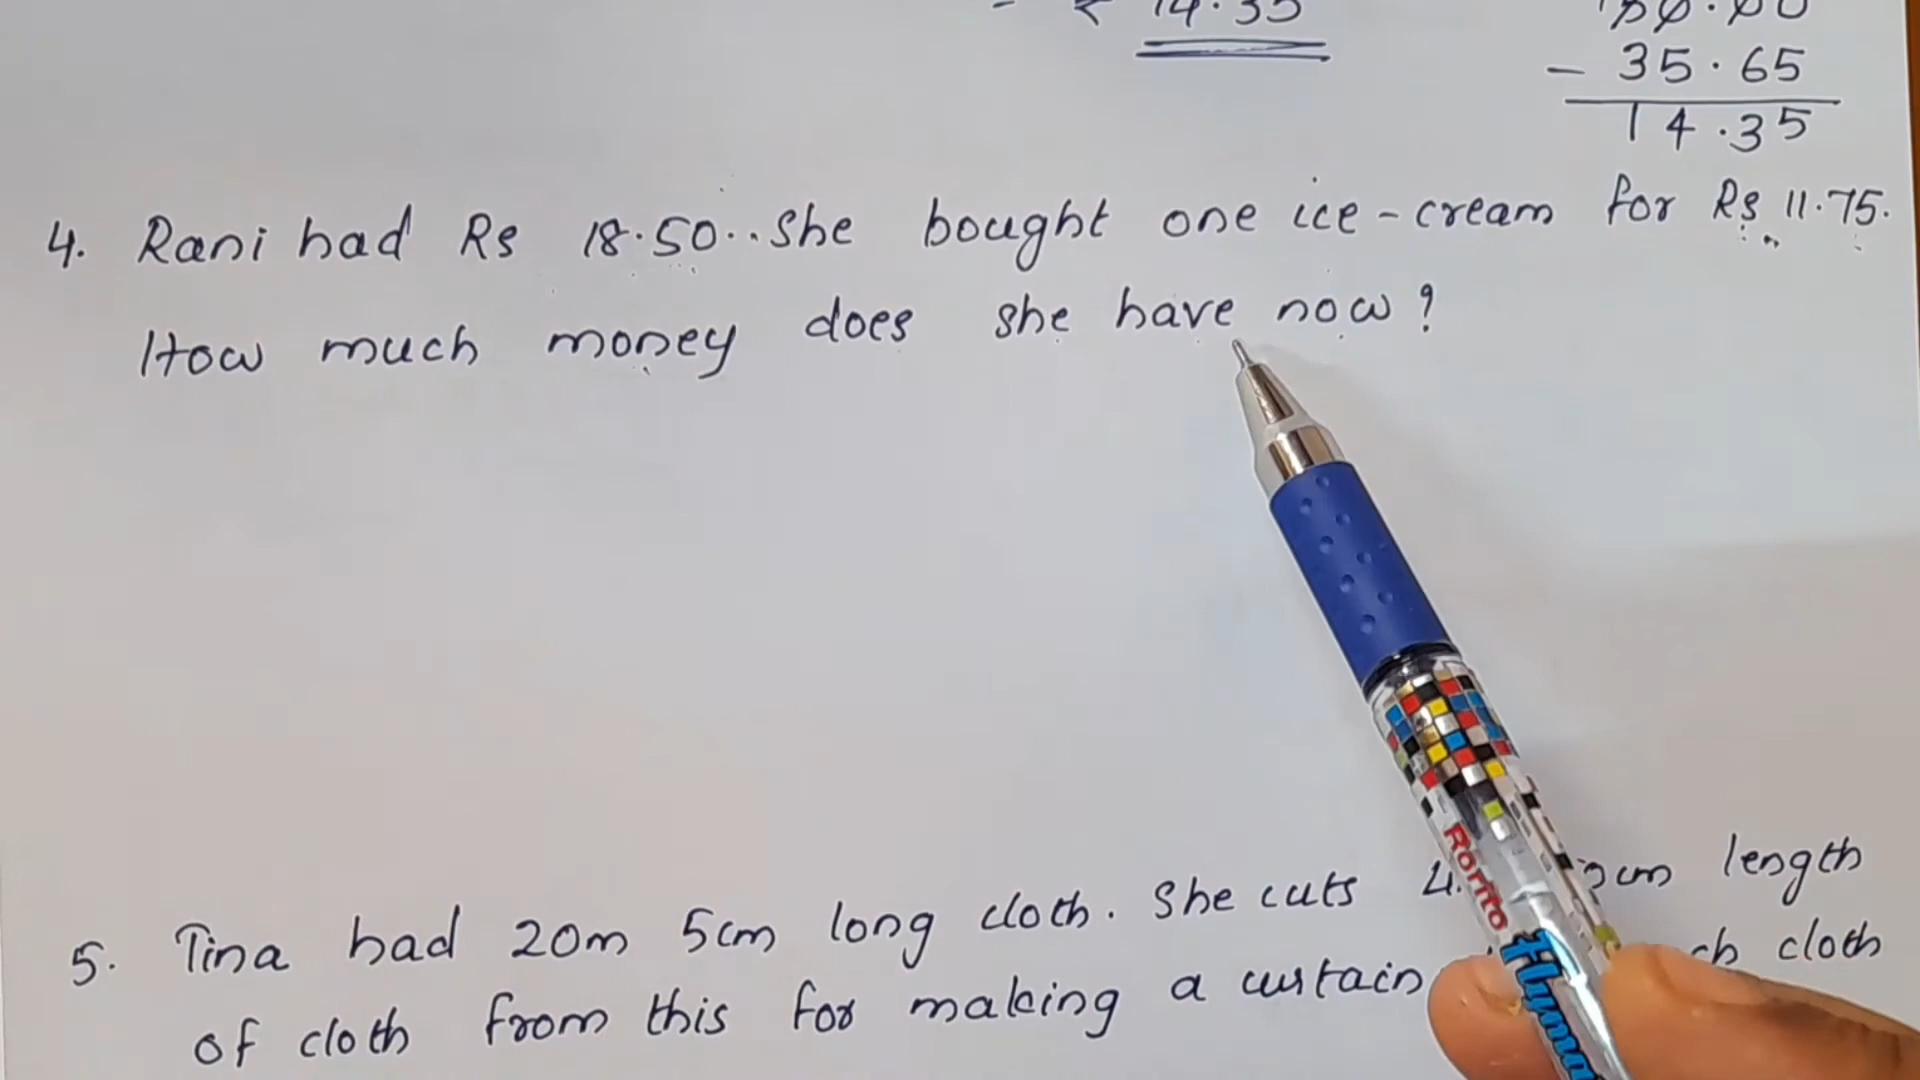 14.35
- 35.65
14.35
4. Rani had Rs 18.50. She bought one ice-cream for Rs 11.75.
How much money does she have now?
5. Tina had 20m 5cm long cloth. She cuts 4. cm length
of cloth from this for making a curtain cloth
Rorito